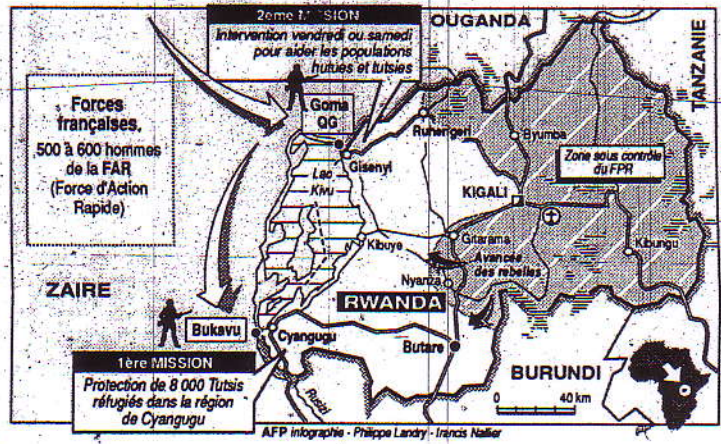 2ème MISSION
Intervention vendredi ou samedi
pour aider les populations
hutues et tutsies
OUGANDA
TANZANIE
Forces
françaises,
500 à 600 hommes
de la FAR
(Force d'Action
Rapide)
Goma
QG
Ruhengeri
Byumba
Gisenyi
Zone sous contrôle
du FPR
Lac
Kivu
KIGALI
Kibuye
Gitarama
Kibungu
Avancée
des rebelles
Nyanza
ZAIRE
RWANDA
Bukavu
Cyangugu
Butare
1ère MISSION
Protection de 8 000 Tutsis
réfugiés dans la région
de Cyangugu
Ruzizi
BURUNDI
0 40 km
AFP infographie - Philippe Landry - Francis Nallier